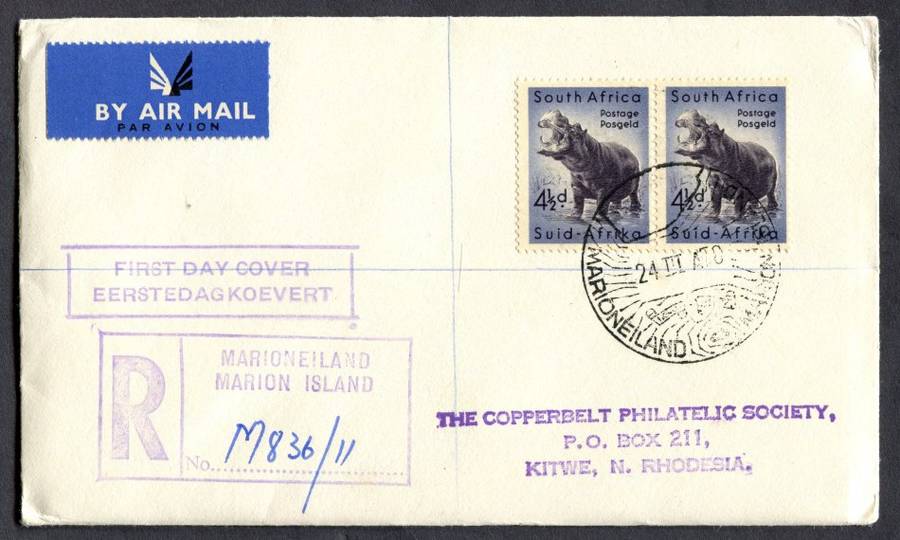 BY AIR MAIL
PAR AVION
South Africa
Postage
Posgeld
4½d.
Suid-Afrika
South Africa
Postage
Posgeld
4½d.
Suid-Afrika
MARIONEILAND
24 III
FIRST DAY COVER
EERSTEDAGKOEVERT
R
MARIONEILAND
MARION ISLAND
No. M836/11
THE COPPERBELT PHILATELIC SOCIETY,
P.O. BOX 211,
KITWE, N. RHODESIA.